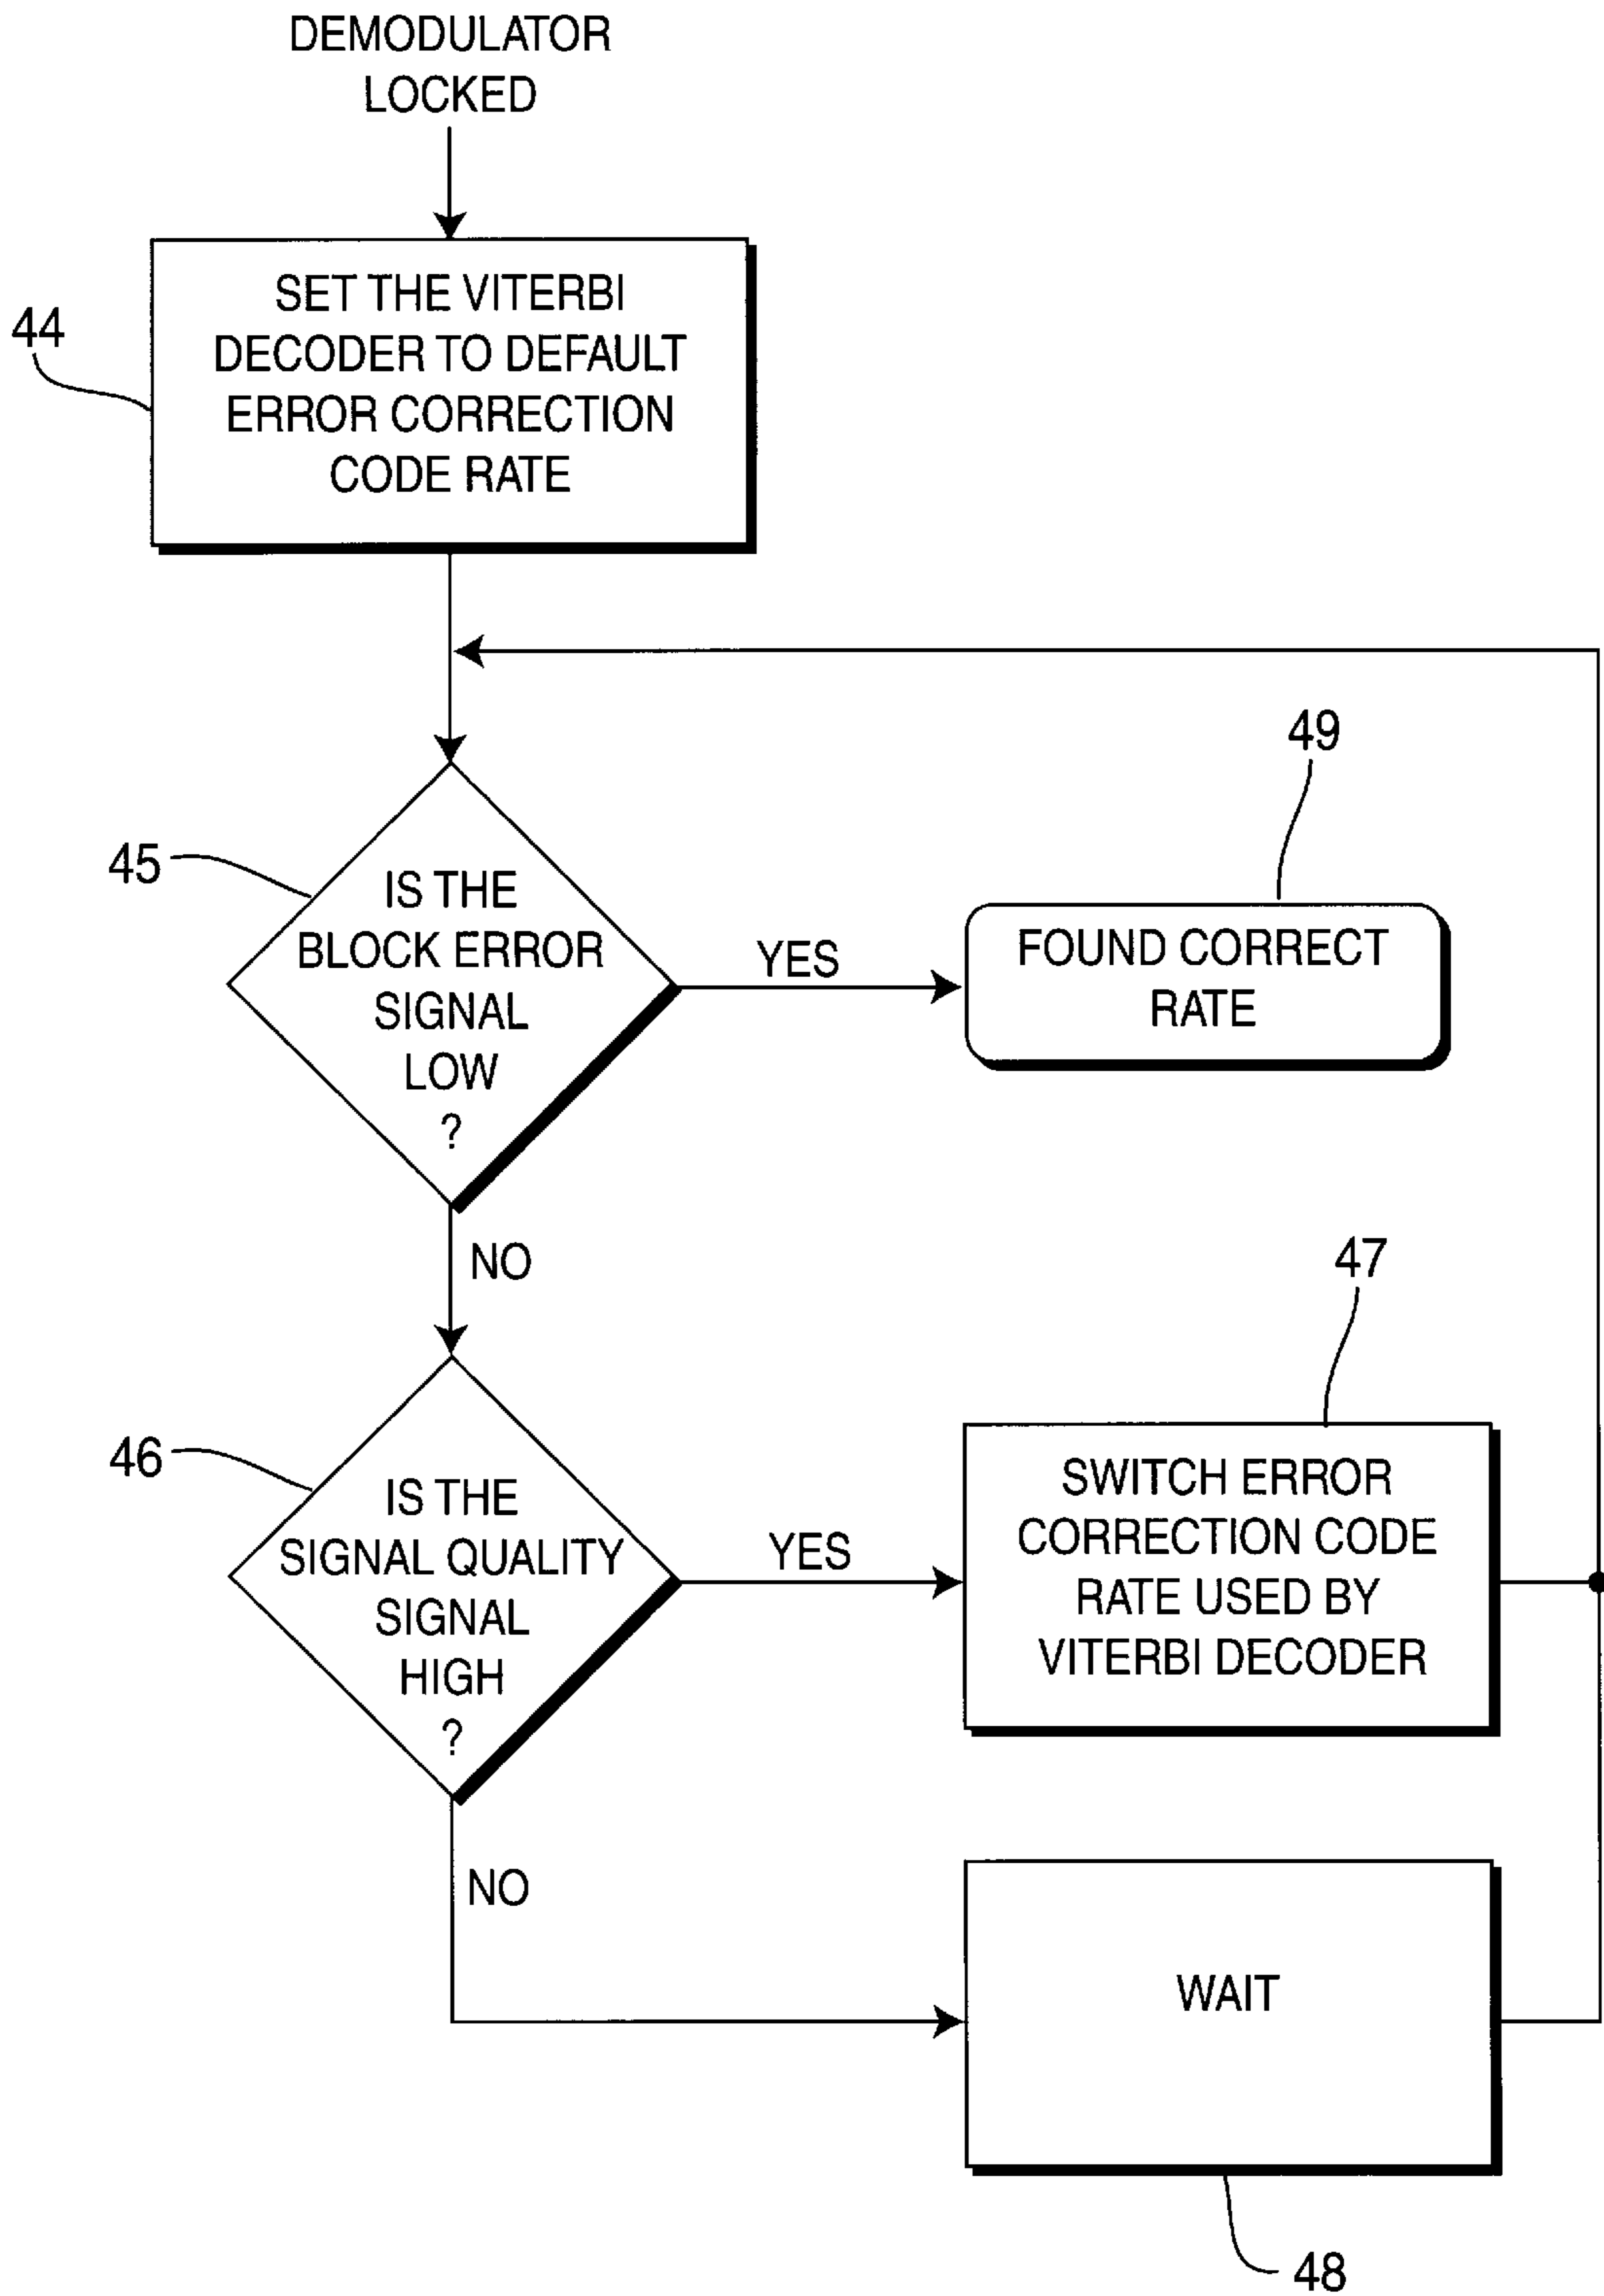 DEMODULATOR
LOCKED
44
SET THE VITERBI
DECODER TO DEFAULT
ERROR CORRECTION
CODE RATE
45
IS THE
BLOCK ERROR
SIGNAL
LOW
?
YES
49
FOUND CORRECT
RATE
NO
46
IS THE
SIGNAL QUALITY
SIGNAL
HIGH
?
YES
47
SWITCH ERROR
CORRECTION CODE
RATE USED BY
VITERBI DECODER
NO
WAIT
48